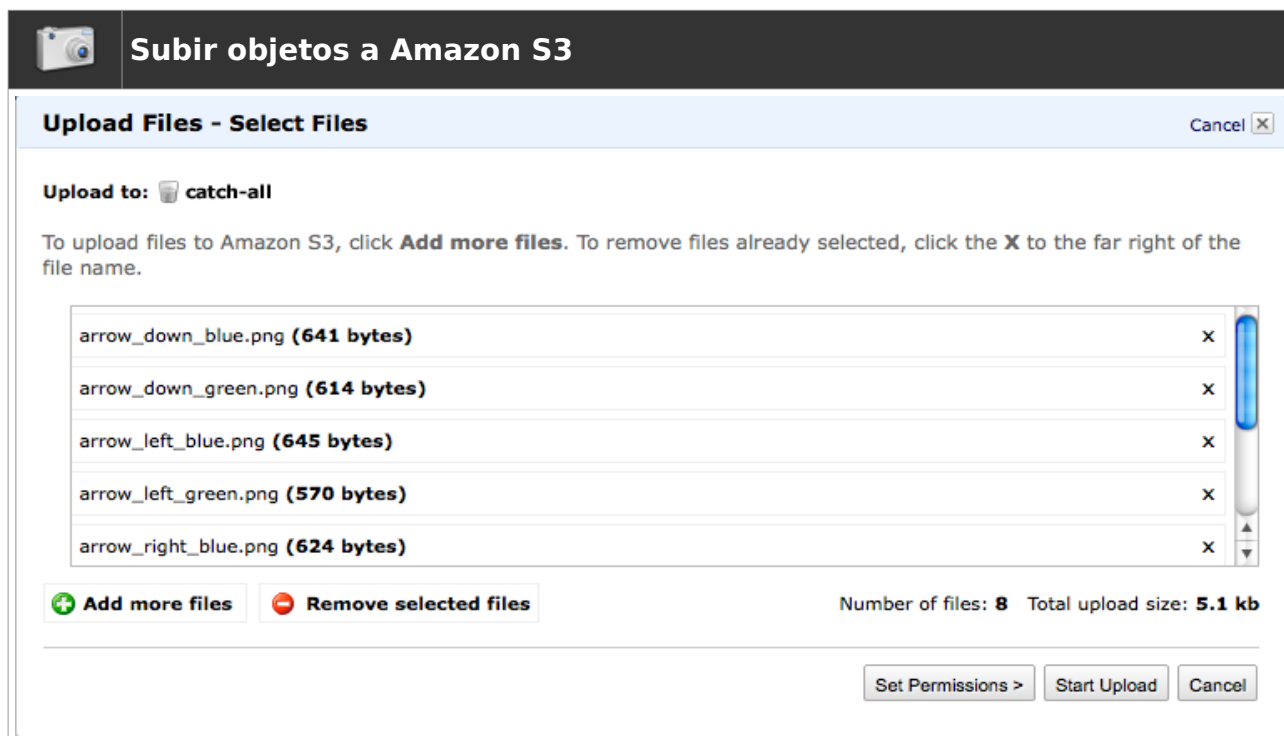 Subir objetos a Amazon S3
Upload Files - Select Files
Cancel
Upload to: catch-all
To upload files to Amazon S3, click Add more files. To remove files already selected, click the X to the far right of the
file name.
arrow_down_blue.png (641 bytes) x
arrow_down_green.png (614 bytes) x
arrow_left_blue.png (645 bytes) x
arrow_left_green.png (570 bytes) x
arrow_right_blue.png (624 bytes) x
Add more files Remove selected files Number of files: 8 Total upload size: 5.1 kb
Set Permissions > Start Upload Cancel